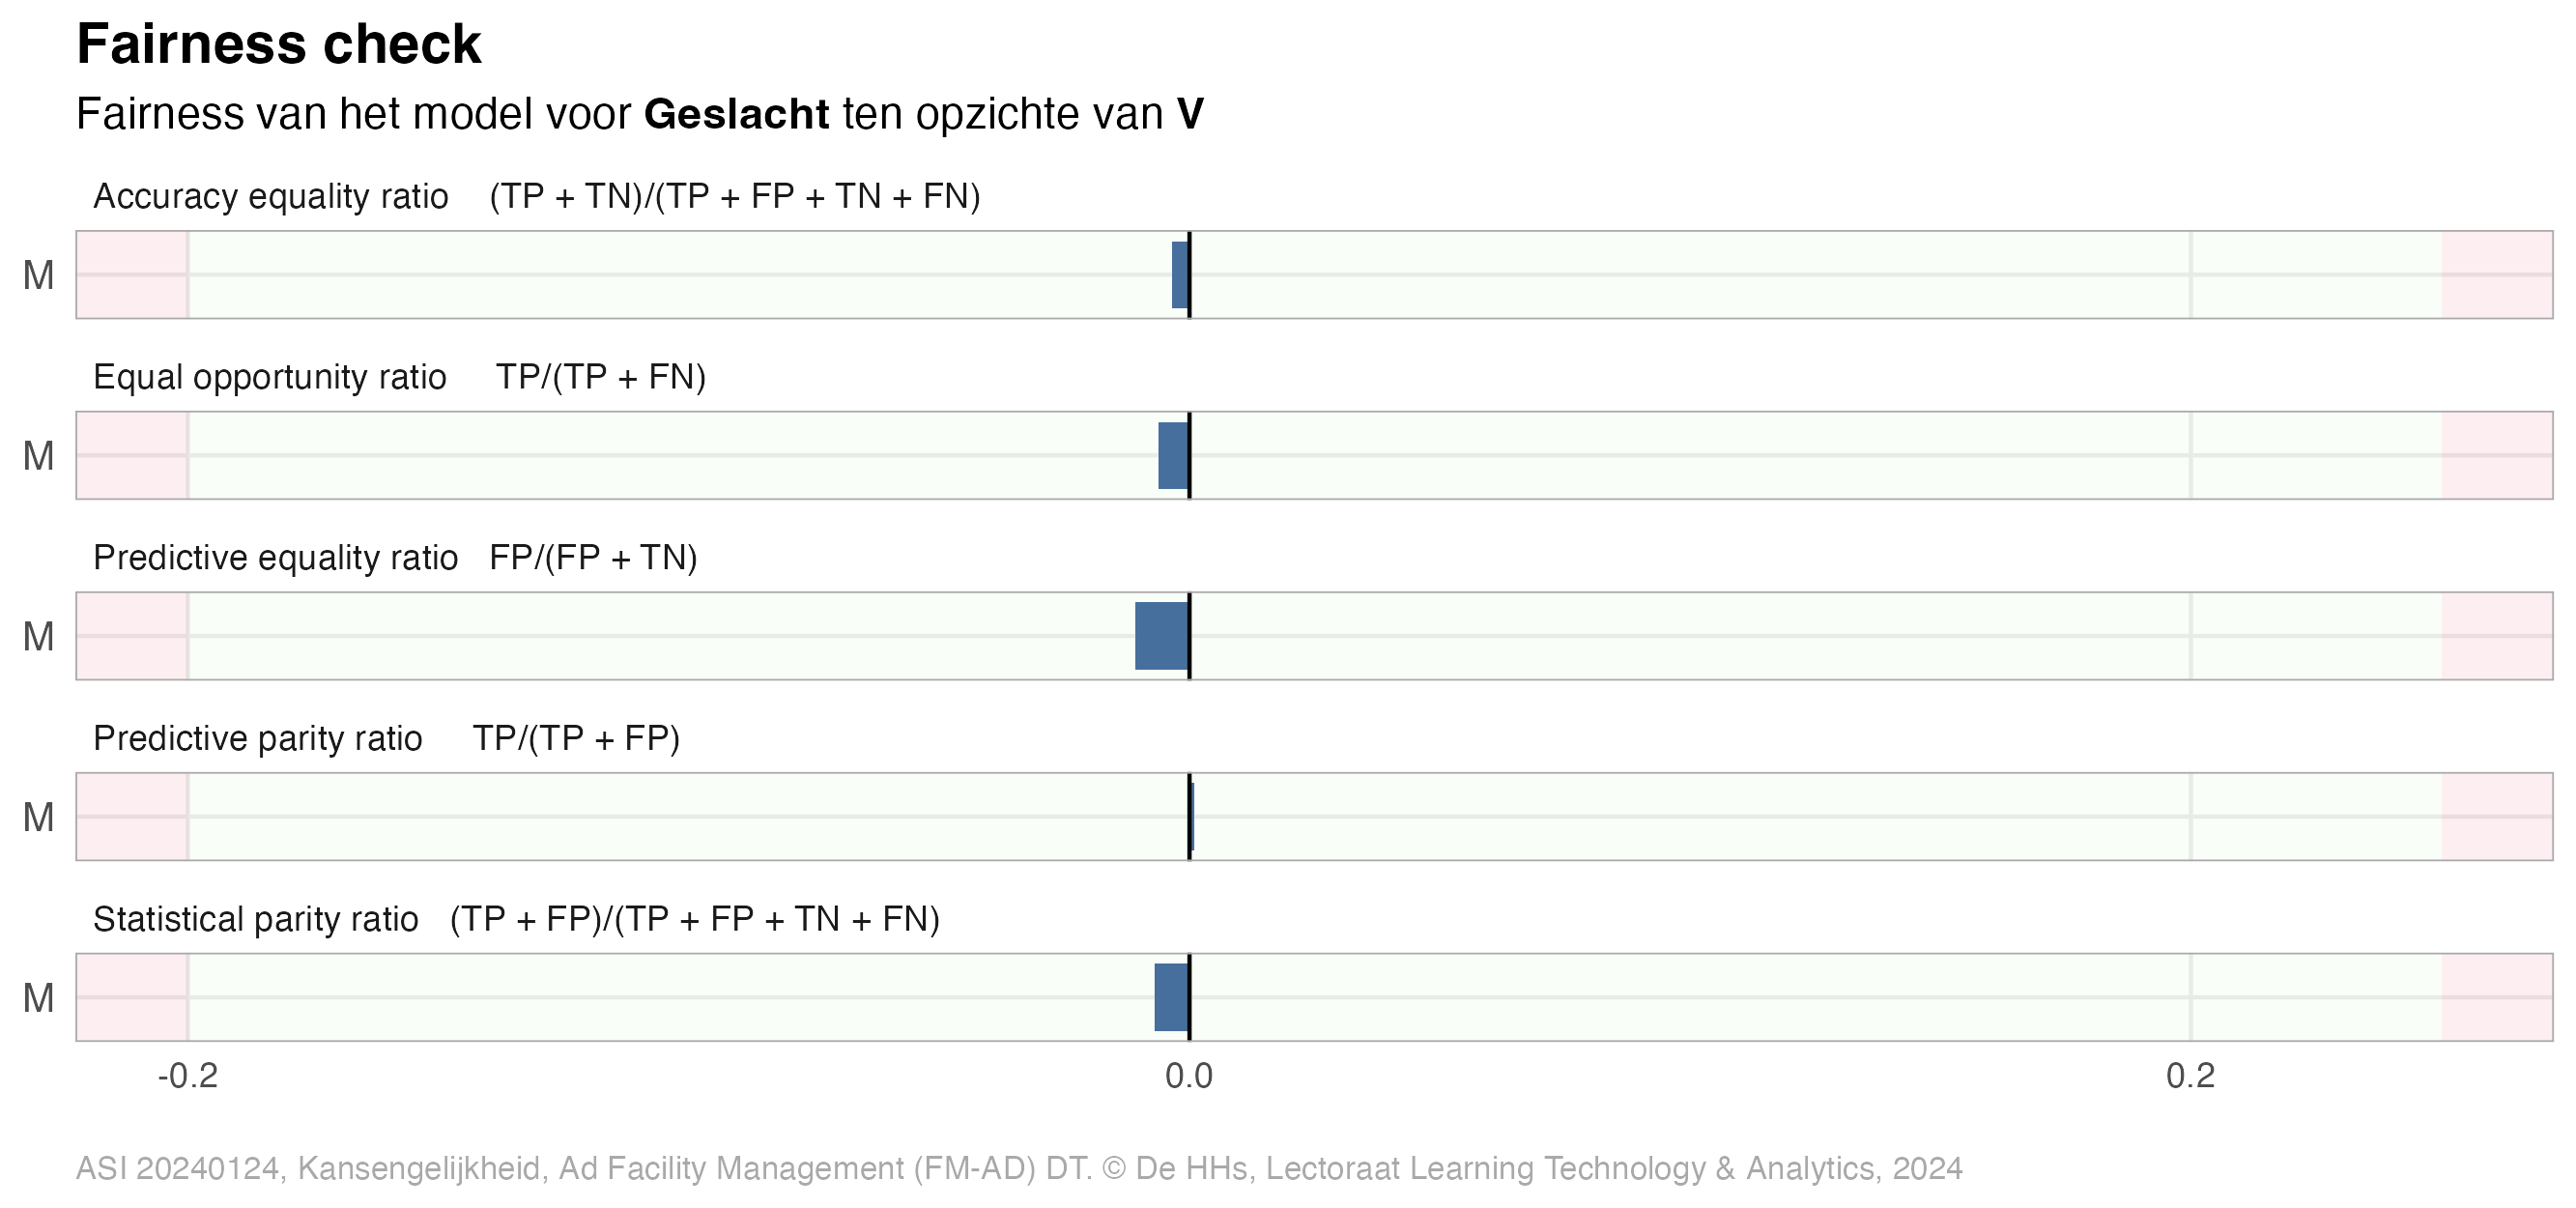 Fairness check
Fairness van het model voor Geslacht ten opzichte van V
Accuracy equality ratio (TP + TN)/(TP + FP + TN + FN)
M
Equal opportunity ratio TP/(TP + FN)
M
Predictive equality ratio FP/(FP + TN)
M
Predictive parity ratio TP/(TP + FP)
M
Statistical parity ratio (TP + FP)/(TP + FP + TN + FN)
M
-0.2 0.0 0.2
ASI 20240124, Kansengelijkheid, Ad Facility Management (FM-AD) DT. © De HHs, Lectoraat Learning Technology & Analytics, 2024